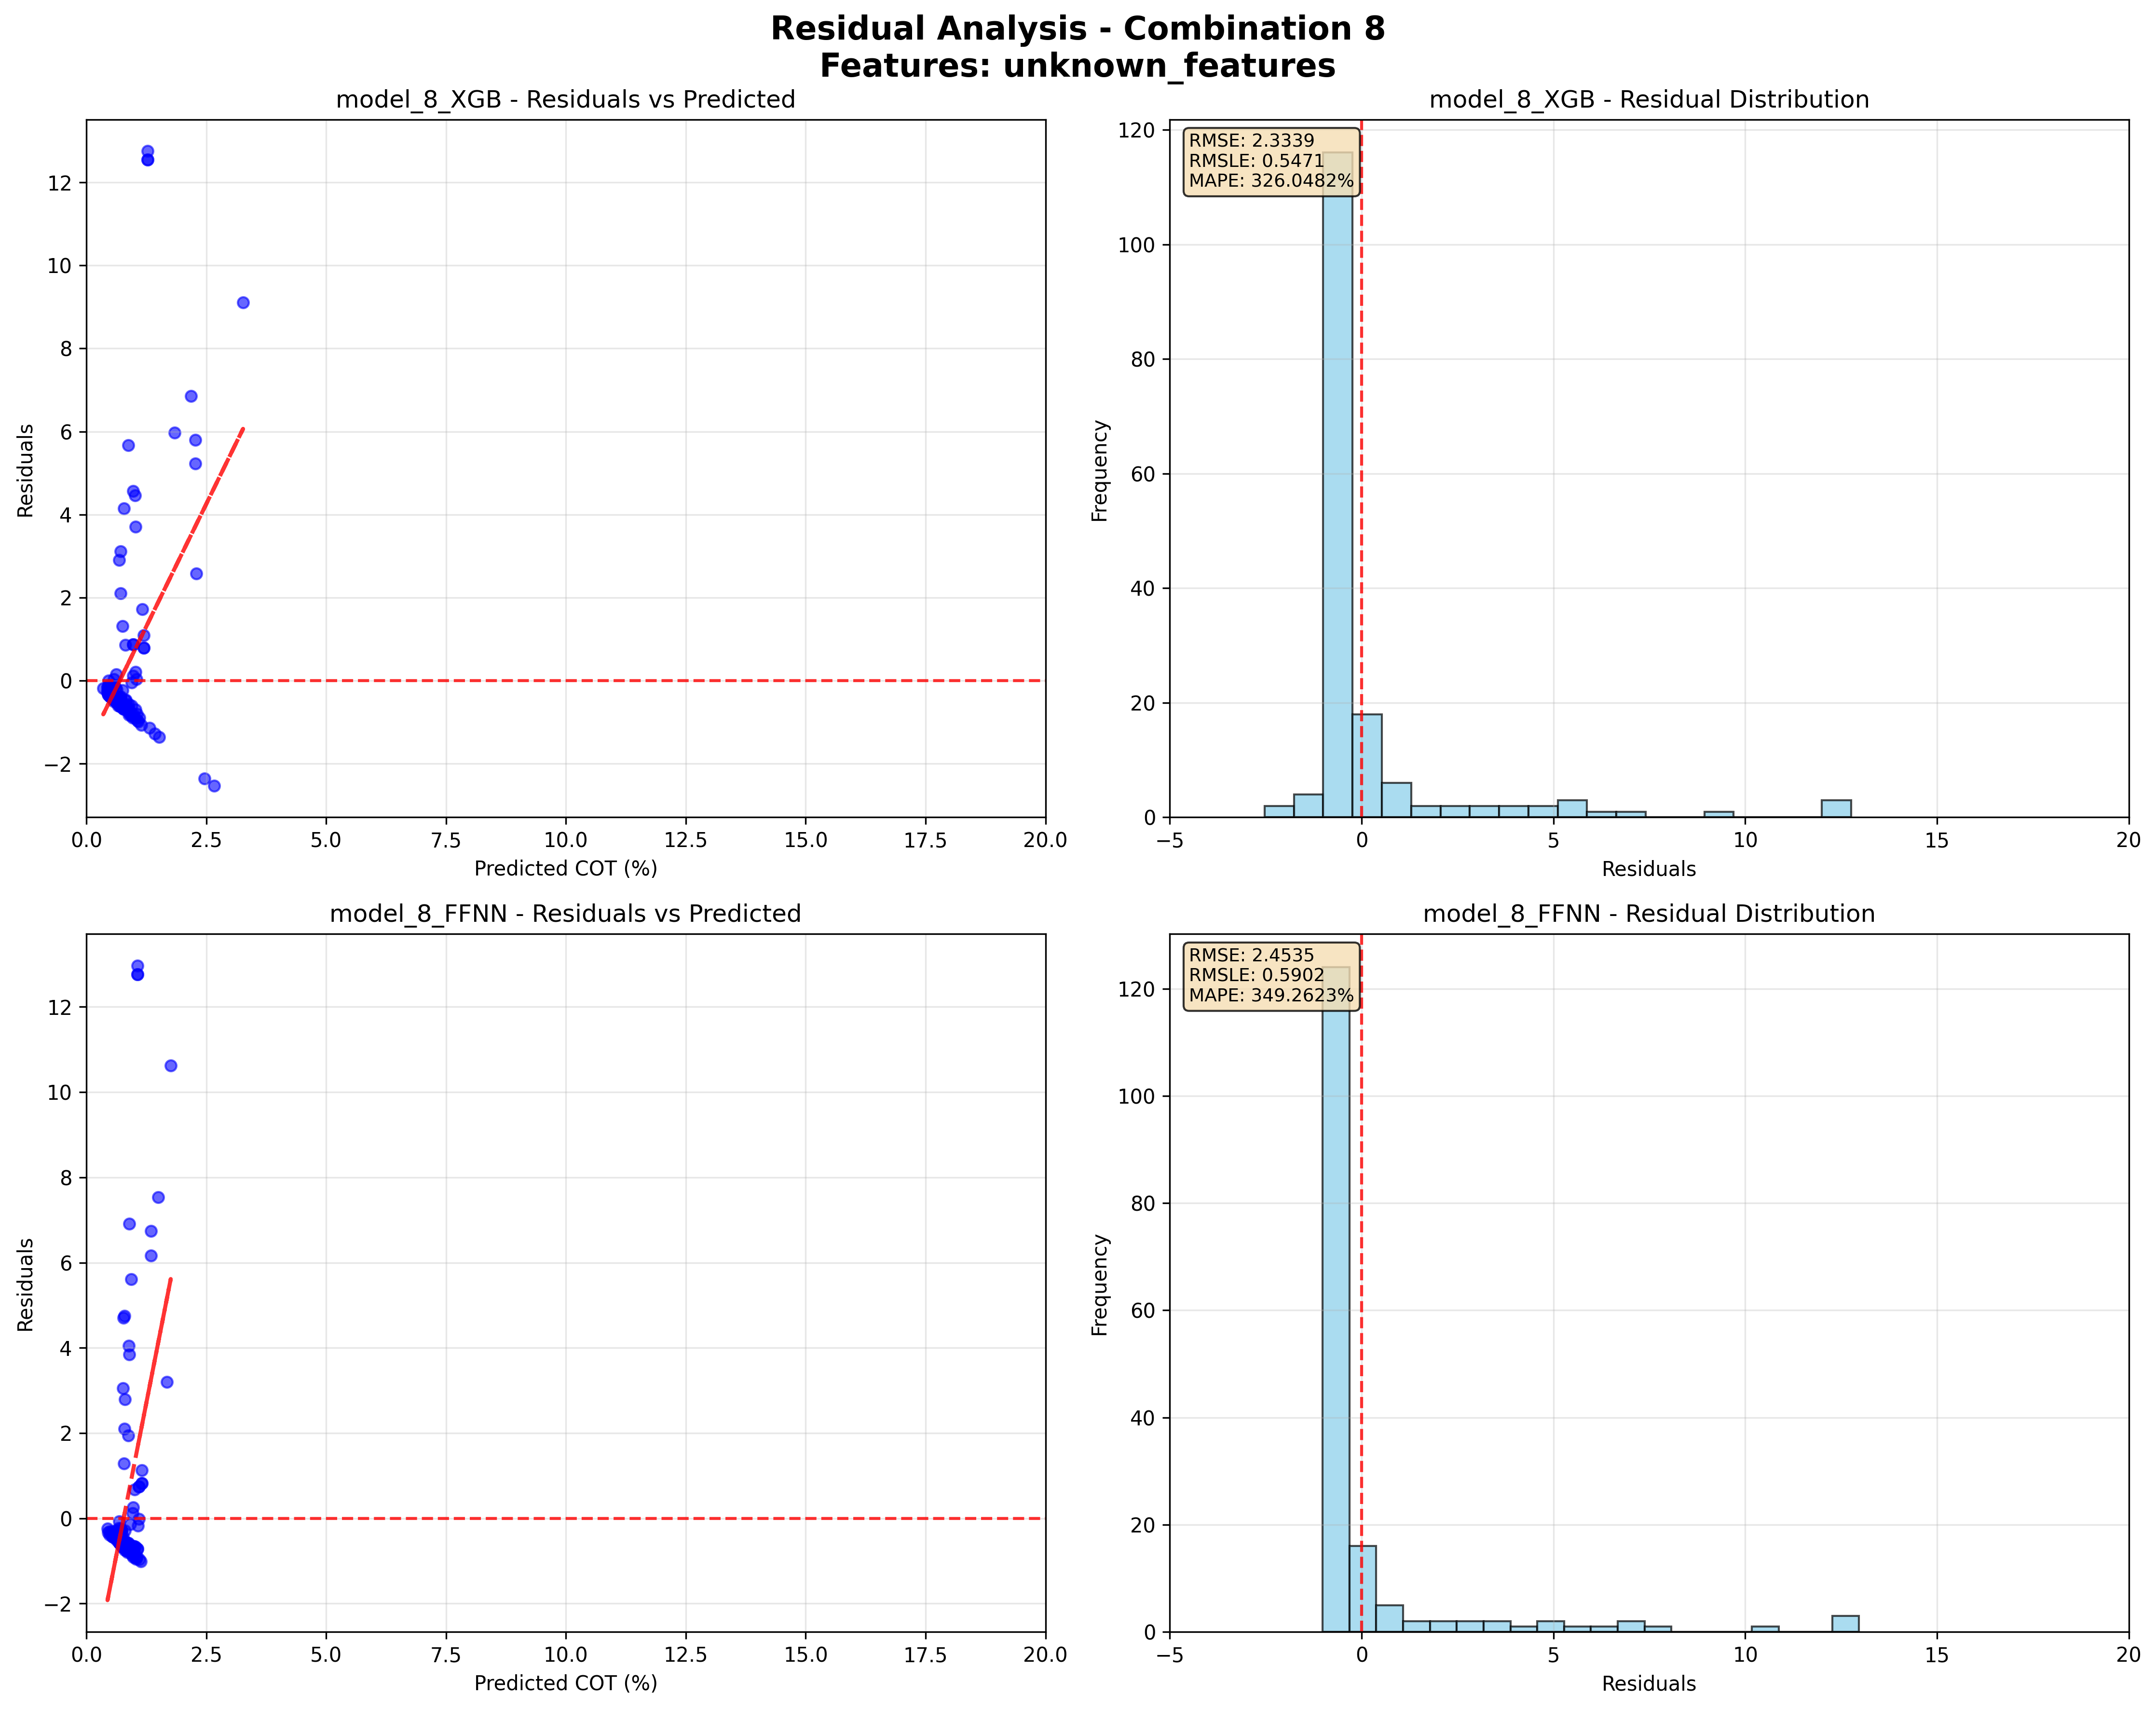 Residual Analysis - Combination 8
Features: unknown_features
model_8_XGB - Residuals vs Predicted
12
10
8
6
4
2
0
−2
Residuals
0.0 2.5 5.0 7.5 10.0 12.5 15.0 17.5 20.0
Predicted COT (%)
model_8_XGB - Residual Distribution
RMSE: 2.3339
RMSLE: 0.5471
MAPE: 326.0482%
120
100
80
60
40
20
0
Frequency
−5 0 5 10 15 20
Residuals
model_8_FFNN - Residuals vs Predicted
12
10
8
6
4
2
0
−2
Residuals
0.0 2.5 5.0 7.5 10.0 12.5 15.0 17.5 20.0
Predicted COT (%)
model_8_FFNN - Residual Distribution
RMSE: 2.4535
RMSLE: 0.5902
MAPE: 349.2623%
120
100
80
60
40
20
0
Frequency
−5 0 5 10 15 20
Residuals